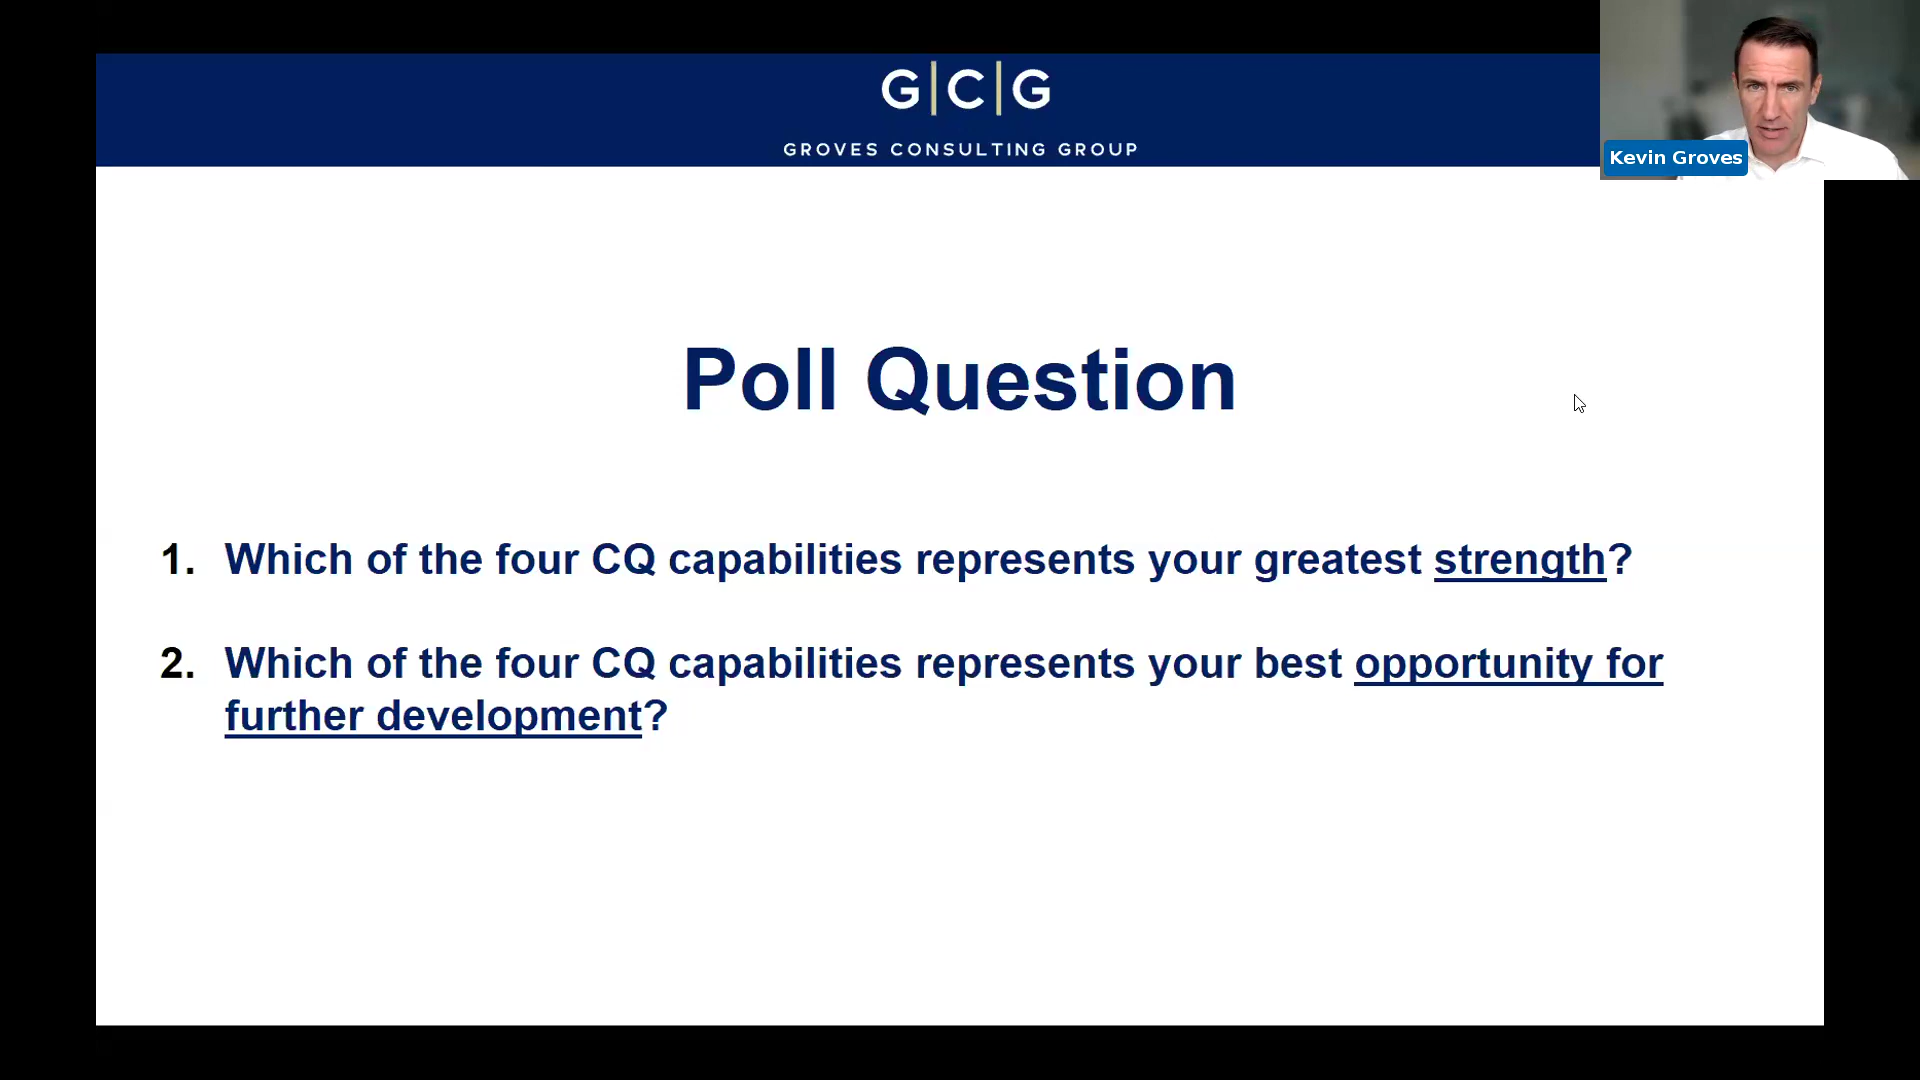 G|C|G
GROVES CONSULTING GROUP
Kevin Groves
Poll Question
1. Which of the four CQ capabilities represents your greatest strength?
2. Which of the four CQ capabilities represents your best opportunity for
further development?